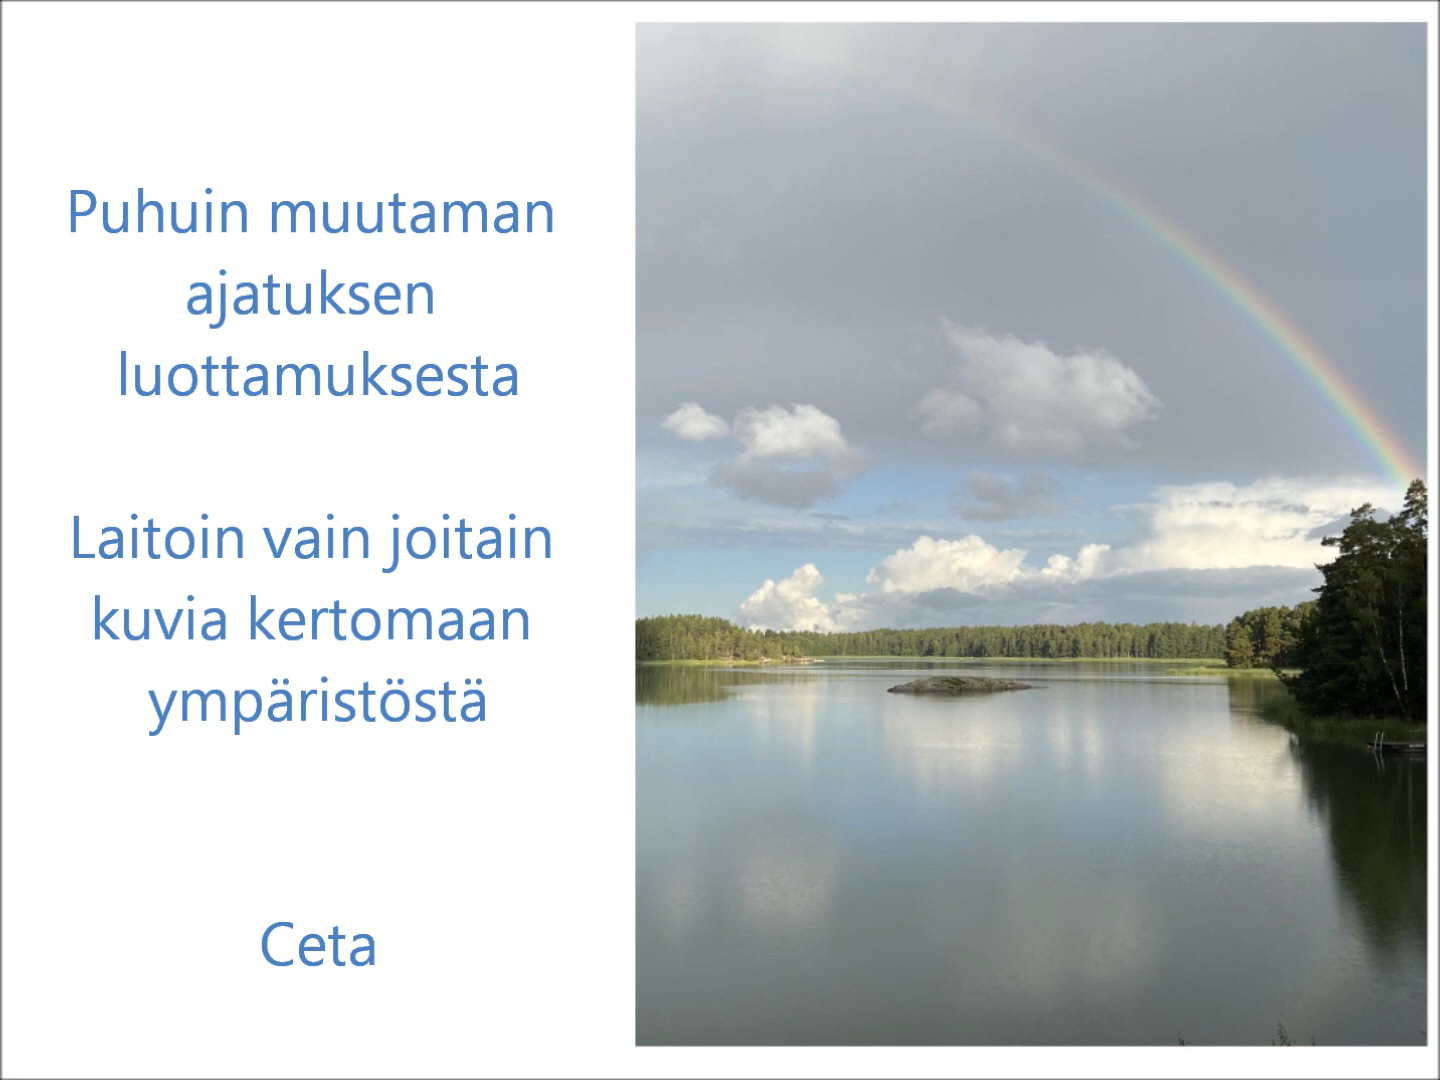 Puhuin muutaman
ajatuksen
luottamuksesta
Laitoin vain joitain
kuvia kertomaan
ympäristöstä
Ceta